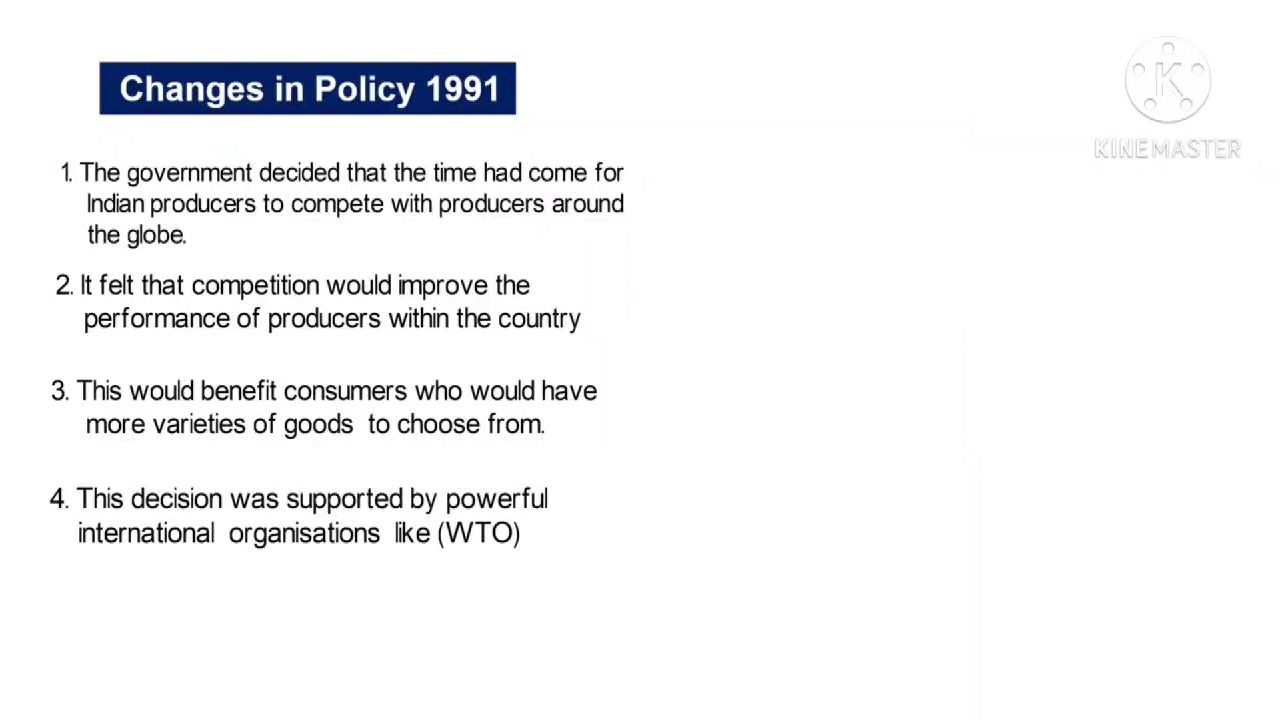 Changes in Policy 1991
K
KINEMASTER
1. The government decided that the time had come for
Indian producers to compete with producers around
the globe.
2. It felt that competition would improve the
performance of producers within the country
3. This would benefit consumers who would have
more varieties of goods to choose from.
4. This decision was supported by powerful
international organisations like (WTO)